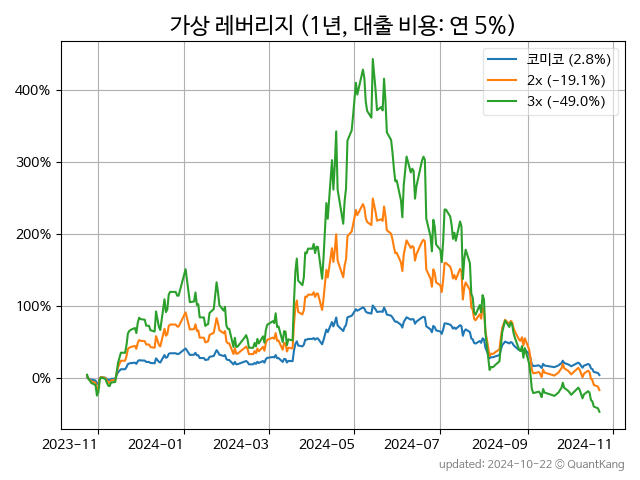 가상 레버리지 (1년, 대출 비용: 연 5%)
코미코 (2.8%)
2x (−19.1%)
3x (−49.0%)
400%
300%
200%
100%
0%
2023-11 2024-01 2024-03 2024-05 2024-07 2024-09 2024-11
updated: 2024-10-22 © QuantKang